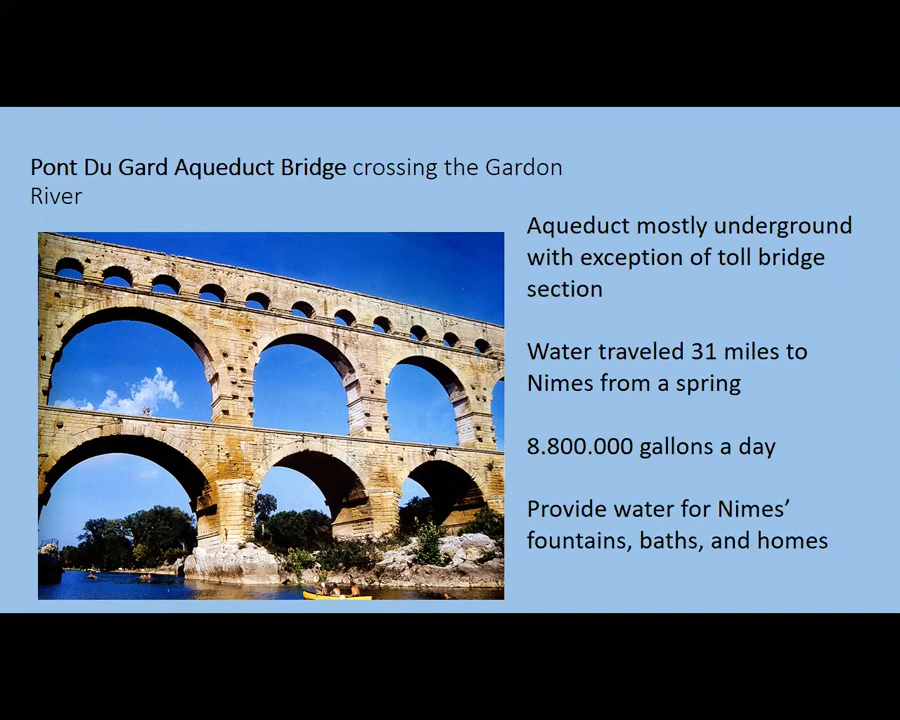 Pont Du Gard Aqueduct Bridge crossing the Gardon
River
Aqueduct mostly underground
with exception of toll bridge
section
Water traveled 31 miles to
Nimes from a spring
8.800.000 gallons a day
Provide water for Nimes’
fountains, baths, and homes